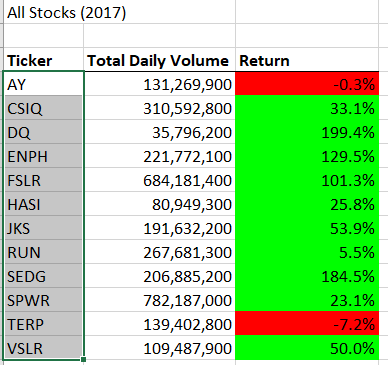 All Stocks (2017)
Ticker Total Daily Volume Return
AY 131,269,900 -0.3%
CSIQ 310,592,800 33.1%
DQ 35,796,200 199.4%
ENPH 221,772,100 129.5%
FSLR 684,181,400 101.3%
HASI 80,949,300 25.8%
JKS 191,632,200 53.9%
RUN 267,681,300 5.5%
SEDG 206,885,200 184.5%
SPWR 782,187,000 23.1%
TERP 139,402,800 -7.2%
VSLR 109,487,900 50.0%